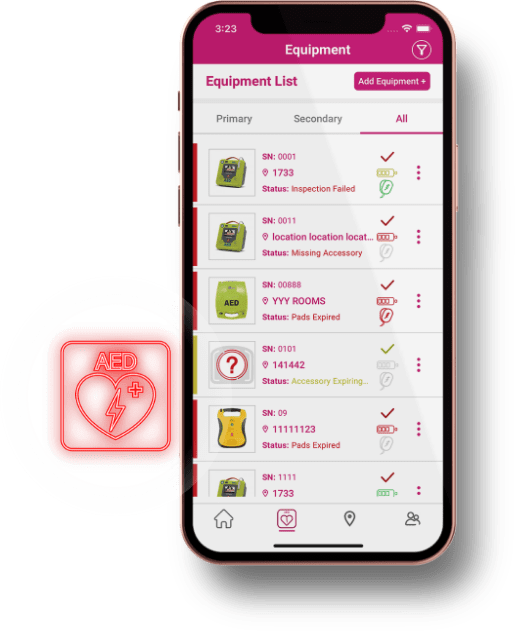 3:23
Equipment
Equipment List
Add Equipment +
Primary Secondary All
SN: 0001
1733
Status: Inspection Failed
SN: 0011
location location locat...
Status: Missing Accessory
SN: 00888
AED
YYY ROOMS
Status: Pads Expired
SN: 0101
?
141442
Status: Accessory Expiring...
AED
SN: 09
11111123
Status: Pads Expired
SN: 1111
1733